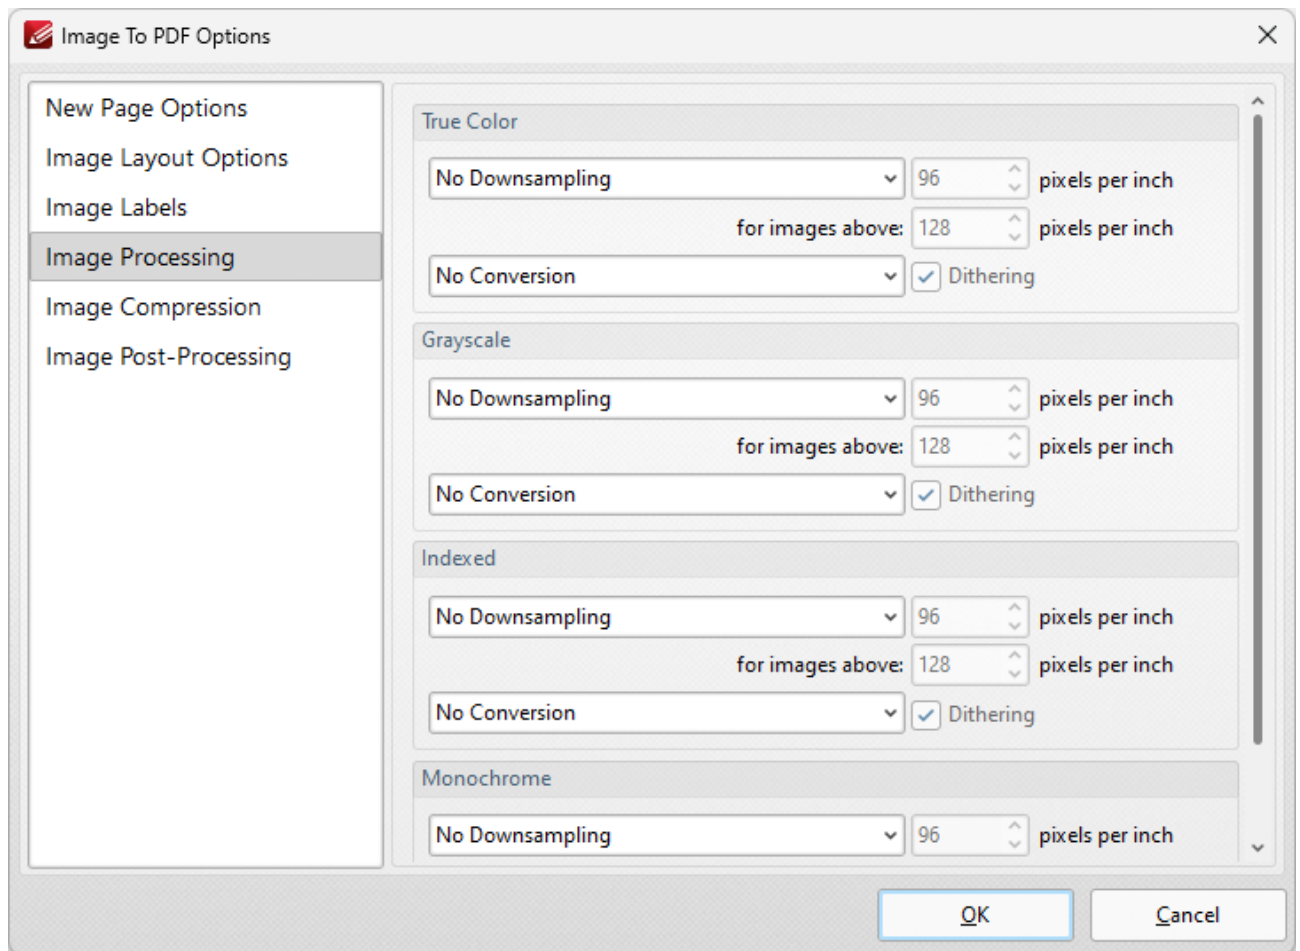 Image To PDF Options
New Page Options
Image Layout Options
Image Labels
Image Processing
Image Compression
Image Post-Processing
True Color
No Downsampling 96 pixels per inch
for images above: 128 pixels per inch
No Conversion Dithering
Grayscale
No Downsampling 96 pixels per inch
for images above: 128 pixels per inch
No Conversion Dithering
Indexed
No Downsampling 96 pixels per inch
for images above: 128 pixels per inch
No Conversion Dithering
Monochrome
No Downsampling 96 pixels per inch
OK Cancel